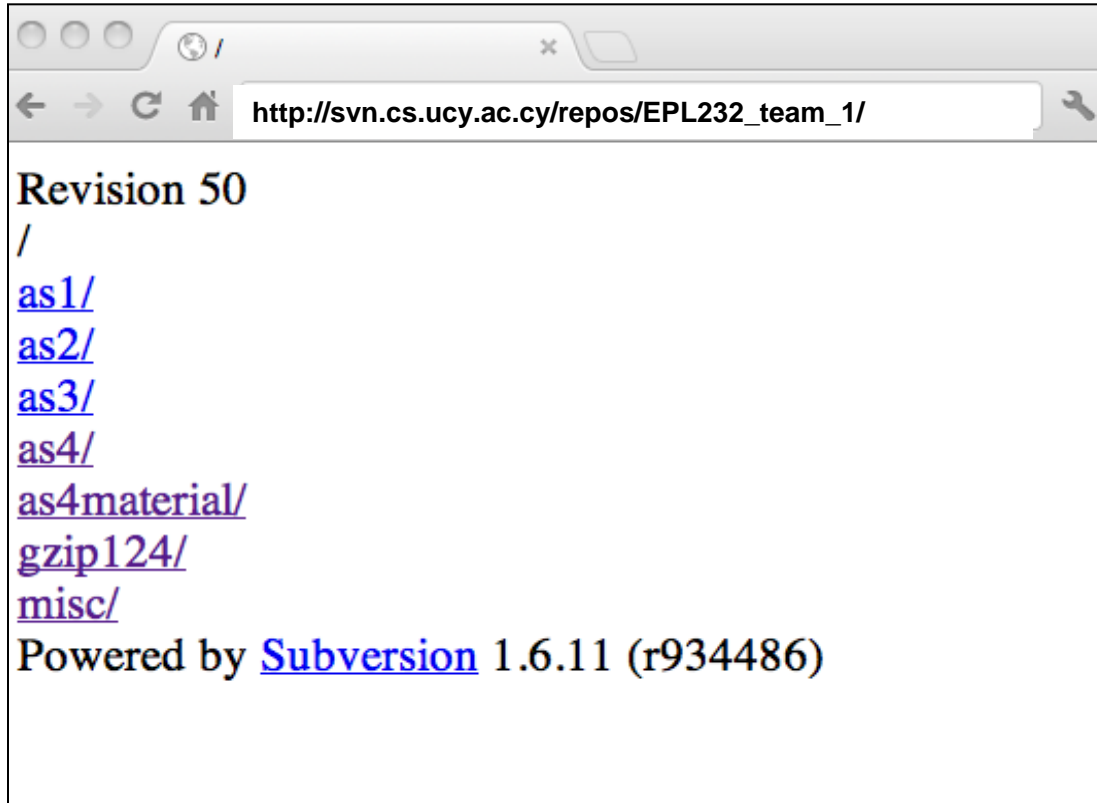 /
http://svn.cs.ucy.ac.cy/repos/EPL232_team_1/
Revision 50
/
as1/
as2/
as3/
as4/
as4material/
gzip124/
misc/
Powered by Subversion 1.6.11 (r934486)